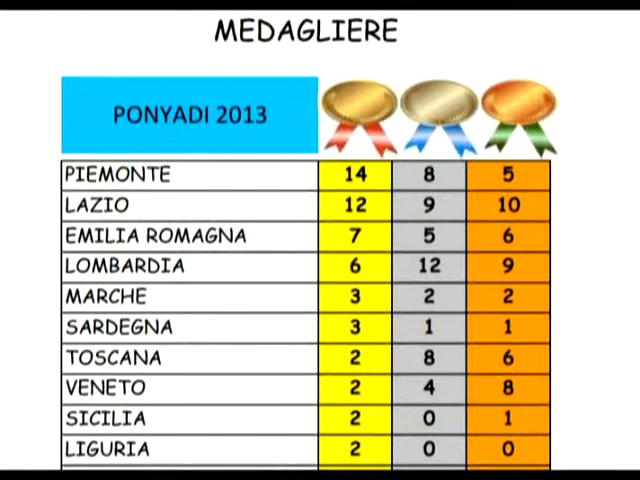 MEDAGLIERE
PONYADI 2013
PIEMONTE 14 8 5
LAZIO 12 9 10
EMILIA ROMAGNA 7 5 6
LOMBARDIA 6 12 9
MARCHE 3 2 2
SARDEGNA 3 1 1
TOSCANA 2 8 6
VENETO 2 4 8
SICILIA 2 0 1
LIGURIA 2 0 0